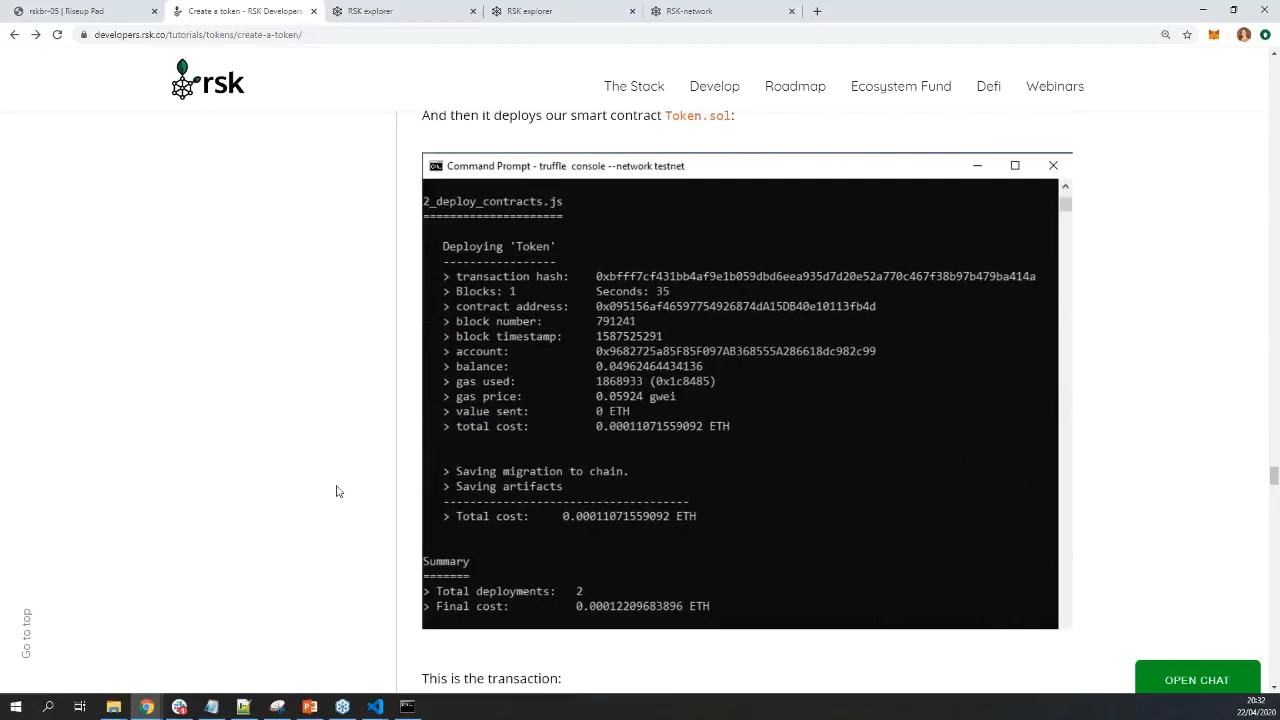 rskbr-05 | Riseup Pad
Create a token - RSK Developers
RSK explorer
RSK explorer
RSK-network
developers.rsk.co/tutorials/tokens/create-a-token/
rsk
The Stack
Develop
Roadmap
Ecosystem Fund
Defi
Webinars
And then it deploys our smart contract Token.sol:
Command Prompt - truffle console --network testnet
2_deploy_contracts.js
=====================
Deploying 'Token'
-----------------
> transaction hash: 0xbfff7cf431bb4af9e1b059dbd6eea935d7d20e52a770c467f38b97b479ba414a
> Blocks: 1 Seconds: 35
> contract address: 0x095156af46597754926874dA15DB40e10113fb4d
> block number: 791241
> block timestamp: 1587525291
> account: 0x9682725a85F85F097AB368555A286618dc982c99
> balance: 0.04962464434136
> gas used: 1868933 (0x1c8485)
> gas price: 0.05924 gwei
> value sent: 0 ETH
> total cost: 0.00011071559092 ETH
> Saving migration to chain.
> Saving artifacts
-------------------------------------
> Total cost: 0.00011071559092 ETH
Summary
=======
> Total deployments: 2
> Final cost: 0.00012209683896 ETH
Go to top
This is the transaction:
OPEN CHAT
20:32
22/04/2020